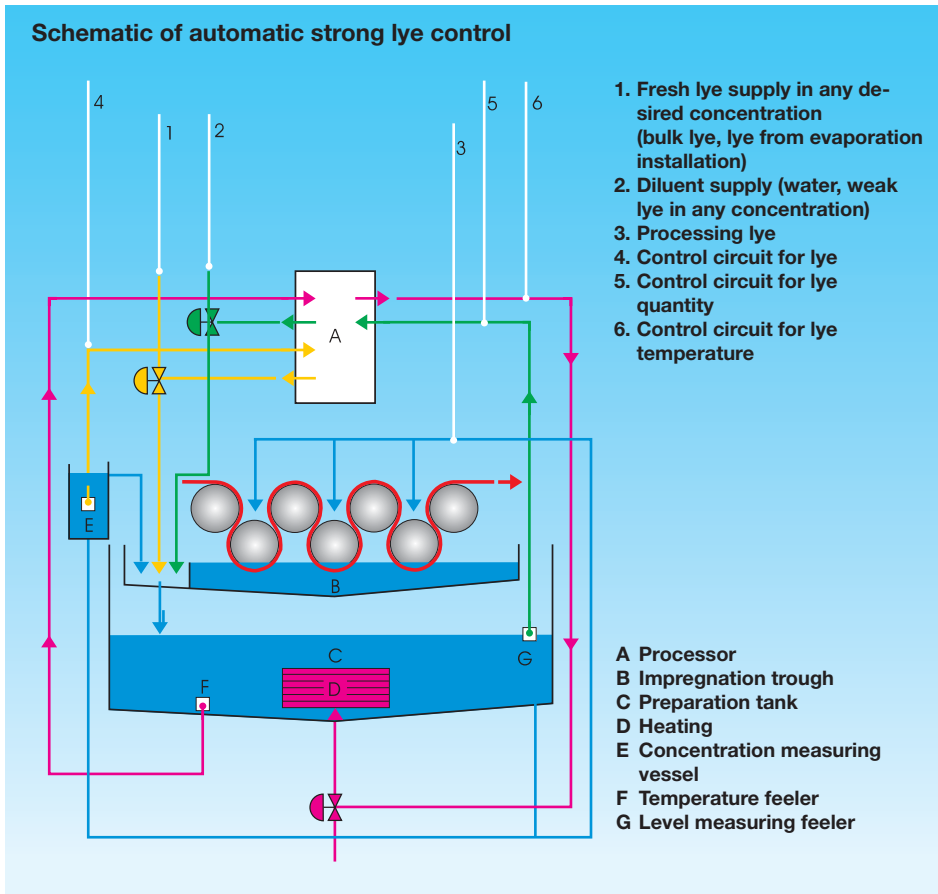 Schematic of automatic strong lye control
4
1
2
3
5
6
1. Fresh lye supply in any de-
sired concentration
(bulk lye, lye from evaporation
installation)
2. Diluent supply (water, weak
lye in any concentration)
3. Processing lye
4. Control circuit for lye
5. Control circuit for lye
quantity
6. Control circuit for lye
temperature
A
E
B
C
G
F
D
A Processor
B Impregnation trough
C Preparation tank
D Heating
E Concentration measuring
vessel
F Temperature feeler
G Level measuring feeler